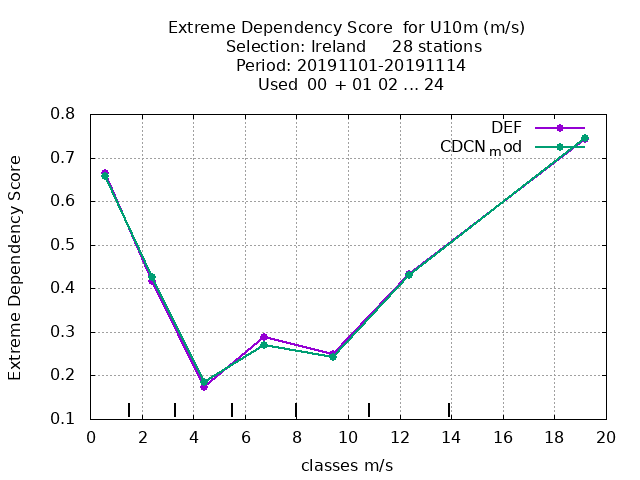 Extreme Dependency Score for U10m (m/s)
Selection: Ireland 28 stations
Period: 20191101-20191114
Used 00 + 01 02 ... 24
DEF
CDCN_mod
Extreme Dependency Score
0.8
0.7
0.6
0.5
0.4
0.3
0.2
0.1
0 2 4 6 8 10 12 14 16 18 20
classes m/s